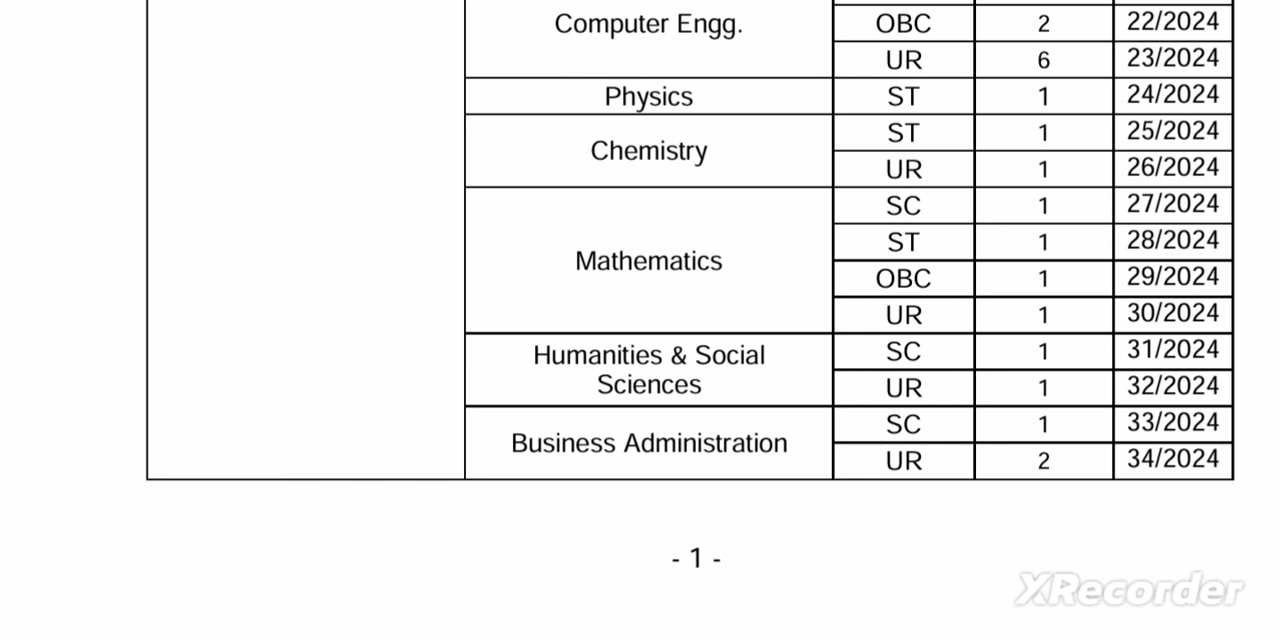 Computer Engg. OBC 2 22/2024
UR 6 23/2024
Physics ST 1 24/2024
Chemistry ST 1 25/2024
UR 1 26/2024
Mathematics SC 1 27/2024
ST 1 28/2024
OBC 1 29/2024
UR 1 30/2024
Humanities & Social
Sciences SC 1 31/2024
UR 1 32/2024
Business Administration SC 1 33/2024
UR 2 34/2024
- 1 -
XRecorder